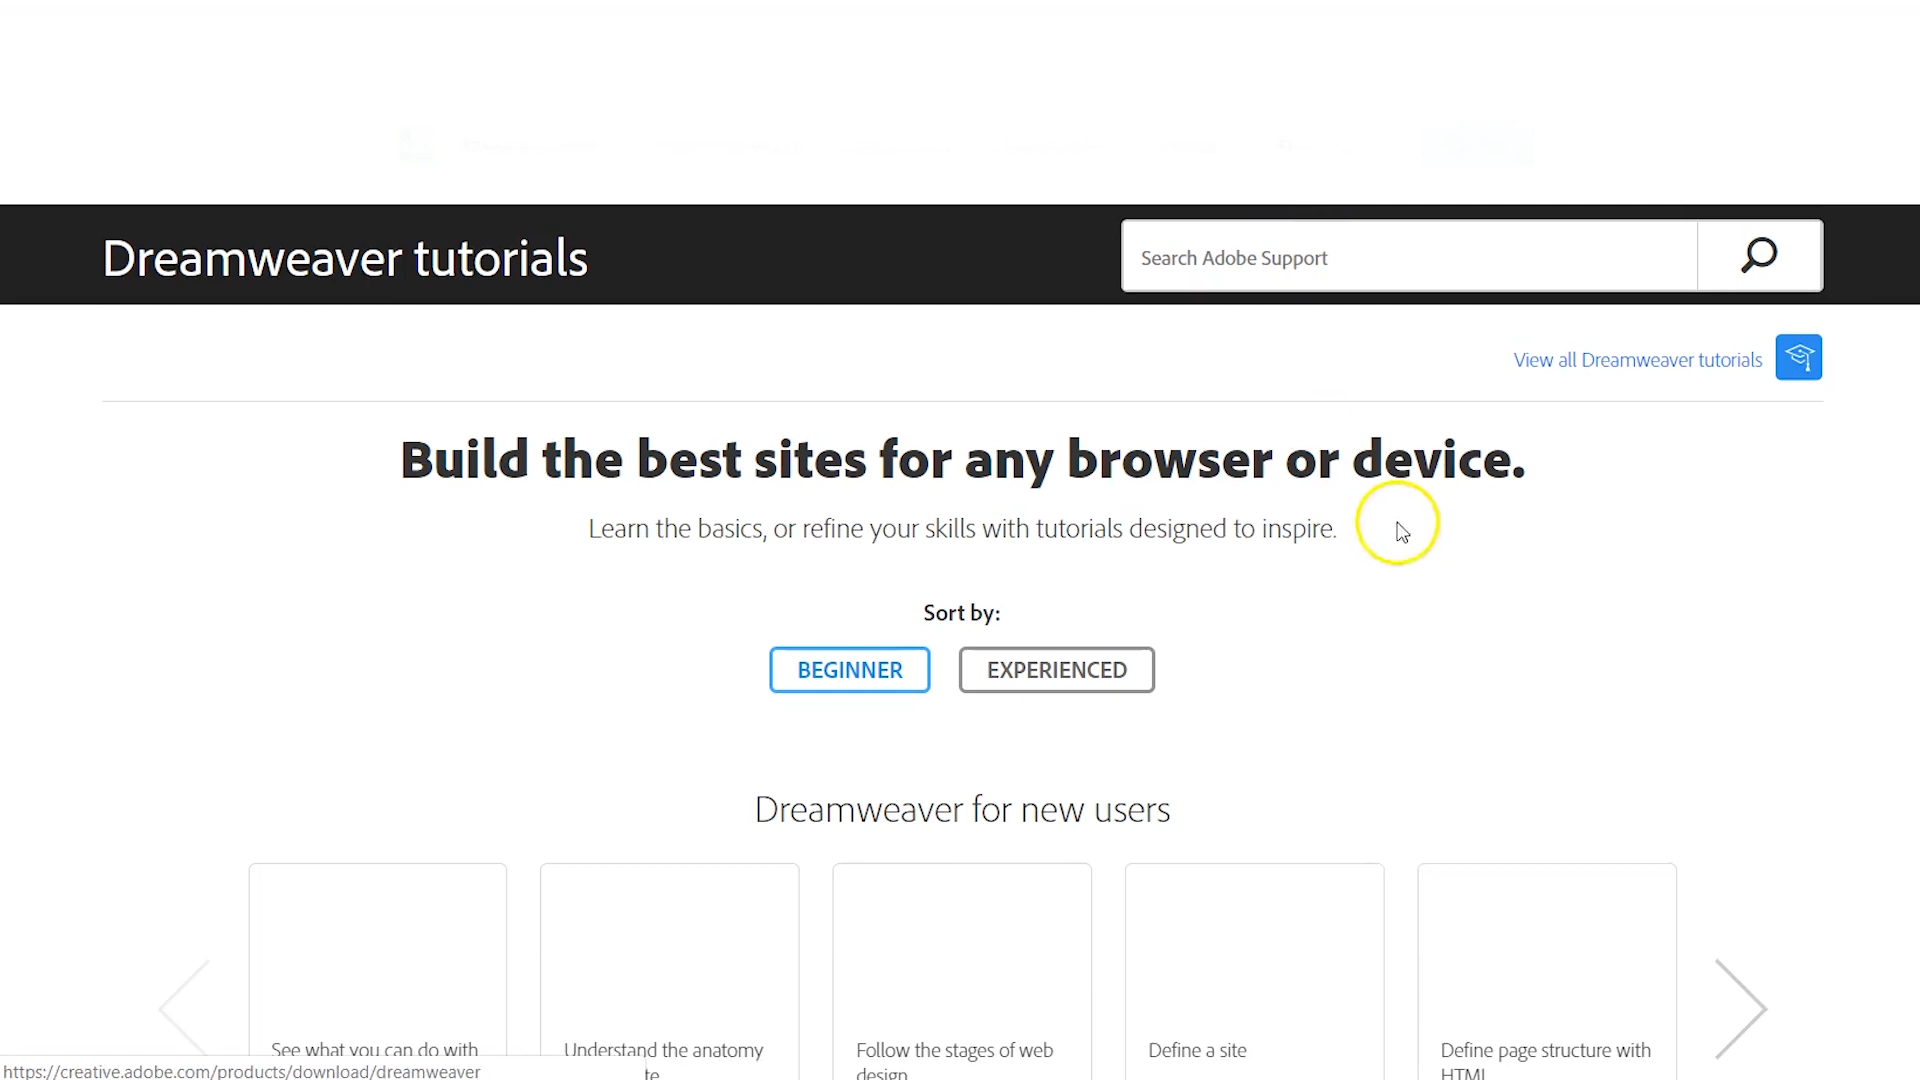 Dreamweaver tutorials
Search Adobe Support
View all Dreamweaver tutorials
Build the best sites for any browser or device.
Learn the basics, or refine your skills with tutorials designed to inspire.
Sort by:
BEGINNER
EXPERIENCED
Dreamweaver for new users
See what you can do with
Understand the anatomy
te
Follow the stages of web
design
Define a site
Define page structure with
HTML
https://creative.adobe.com/products/download/dreamweaver